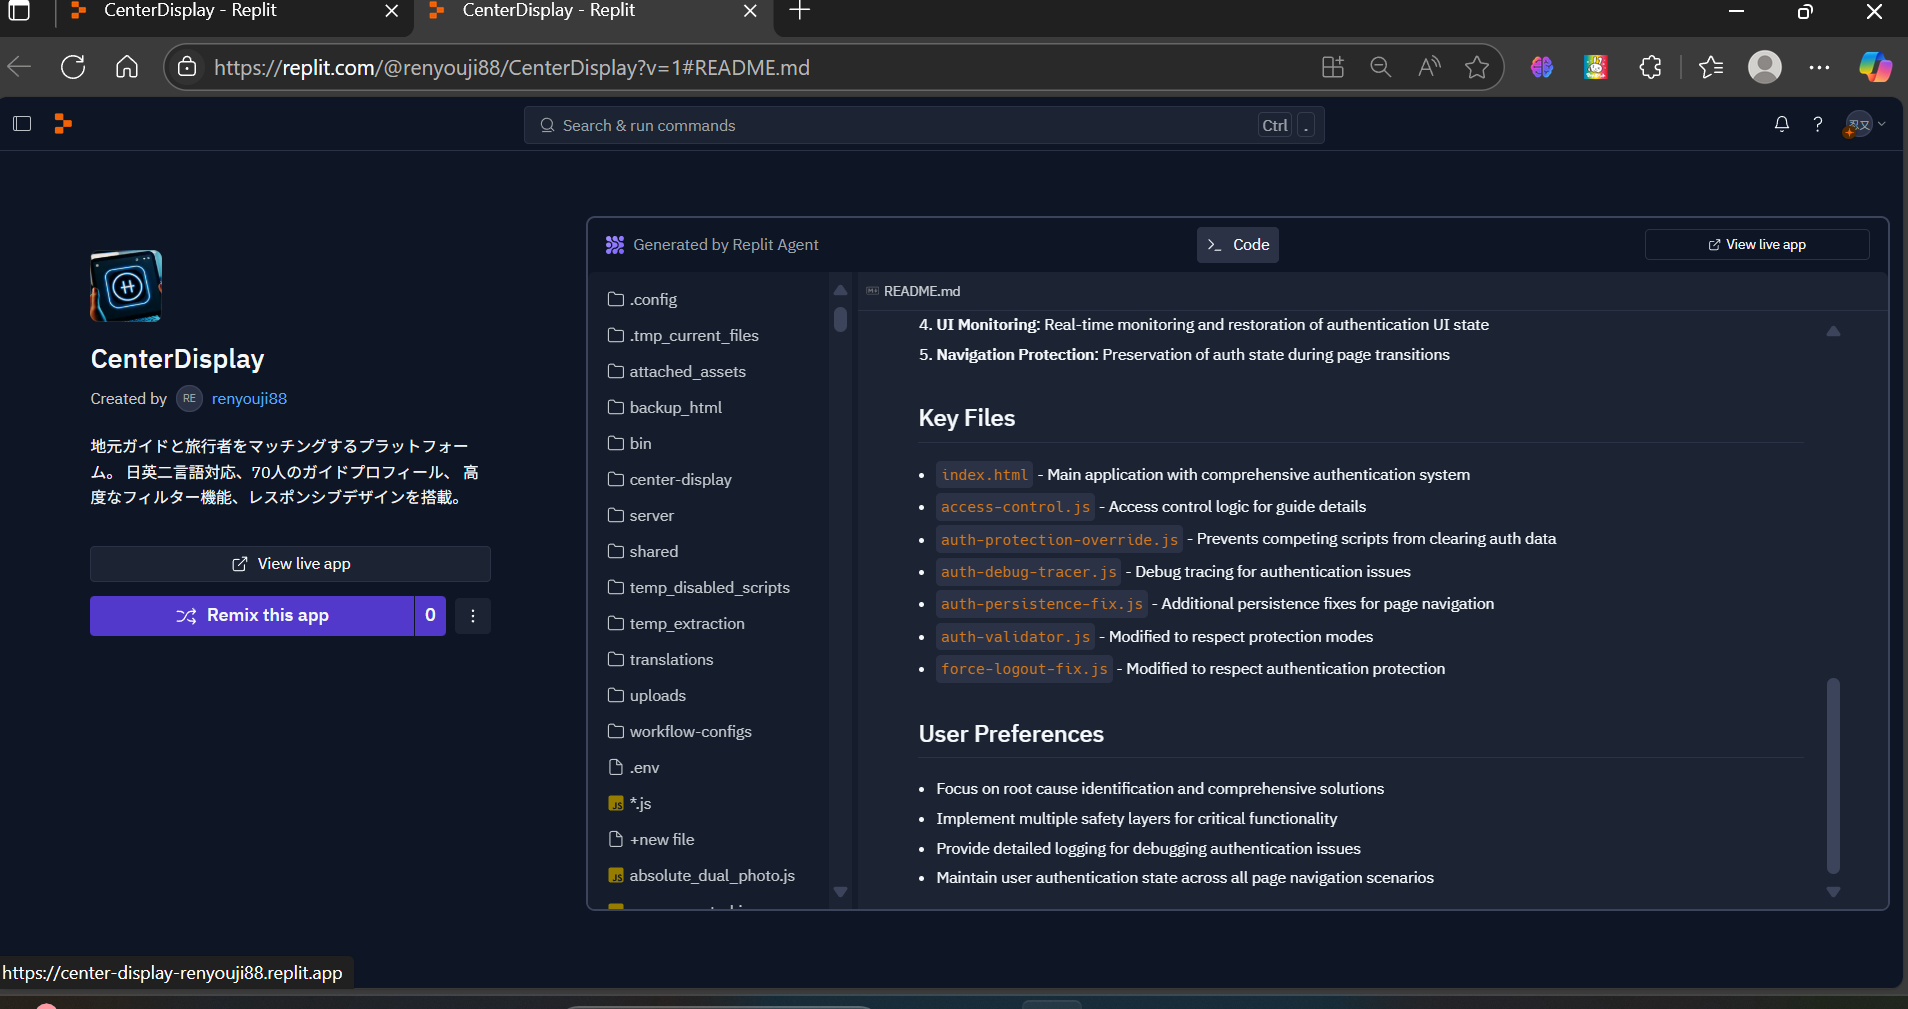 CenterDisplay - Replit
CenterDisplay - Replit
https://replit.com/@renyouji88/CenterDisplay?v=1#README.md
Search & run commands
Ctrl .
忍又
CenterDisplay
Created by RE renyouji88
地元ガイドと旅行者をマッチングするプラットフォー
ム。 日英二言語対応、70人のガイドプロフィール、 高
度なフィルター機能、レスポンシブデザインを搭載。
View live app
Remix this app 0
Generated by Replit Agent
Code
View live app
.config
.tmp_current_files
attached_assets
backup_html
bin
center-display
server
shared
temp_disabled_scripts
temp_extraction
translations
uploads
workflow-configs
.env
JS *.js
+new file
JS absolute_dual_photo.js
README.md
4. UI Monitoring: Real-time monitoring and restoration of authentication UI state
5. Navigation Protection: Preservation of auth state during page transitions
Key Files
• index.html - Main application with comprehensive authentication system
• access-control.js - Access control logic for guide details
• auth-protection-override.js - Prevents competing scripts from clearing auth data
• auth-debug-tracer.js - Debug tracing for authentication issues
• auth-persistence-fix.js - Additional persistence fixes for page navigation
• auth-validator.js - Modified to respect protection modes
• force-logout-fix.js - Modified to respect authentication protection
User Preferences
• Focus on root cause identification and comprehensive solutions
• Implement multiple safety layers for critical functionality
• Provide detailed logging for debugging authentication issues
• Maintain user authentication state across all page navigation scenarios
https://center-display-renyouji88.replit.app